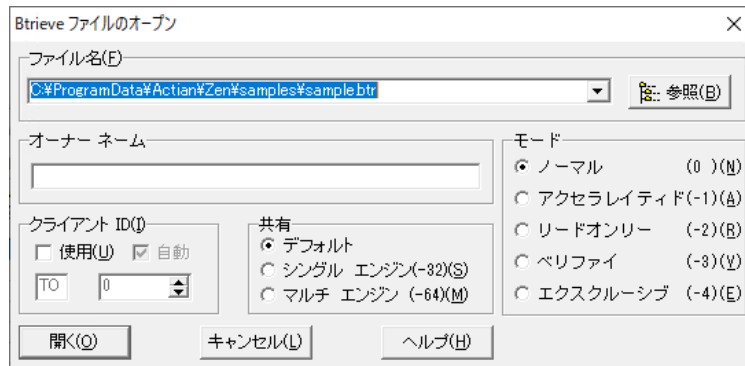 Btrieve ファイルのオープン
ファイル名(F)
C:¥ProgramData¥Actian¥Zen¥samples¥sample.btr
参照(B)
オーナー ネーム
モード
ノーマル (0 )(N)
アクセラレイティド(-1)(A)
リードオンリー (-2)(R)
ベリファイ (-3)(V)
エクスクルーシブ (-4)(E)
クライアント ID(I)
使用(U) 自動
TO 0
共有
デフォルト
シングル エンジン(-32)(S)
マルチ エンジン (-64)(M)
開く(O) キャンセル(L) ヘルプ(H)